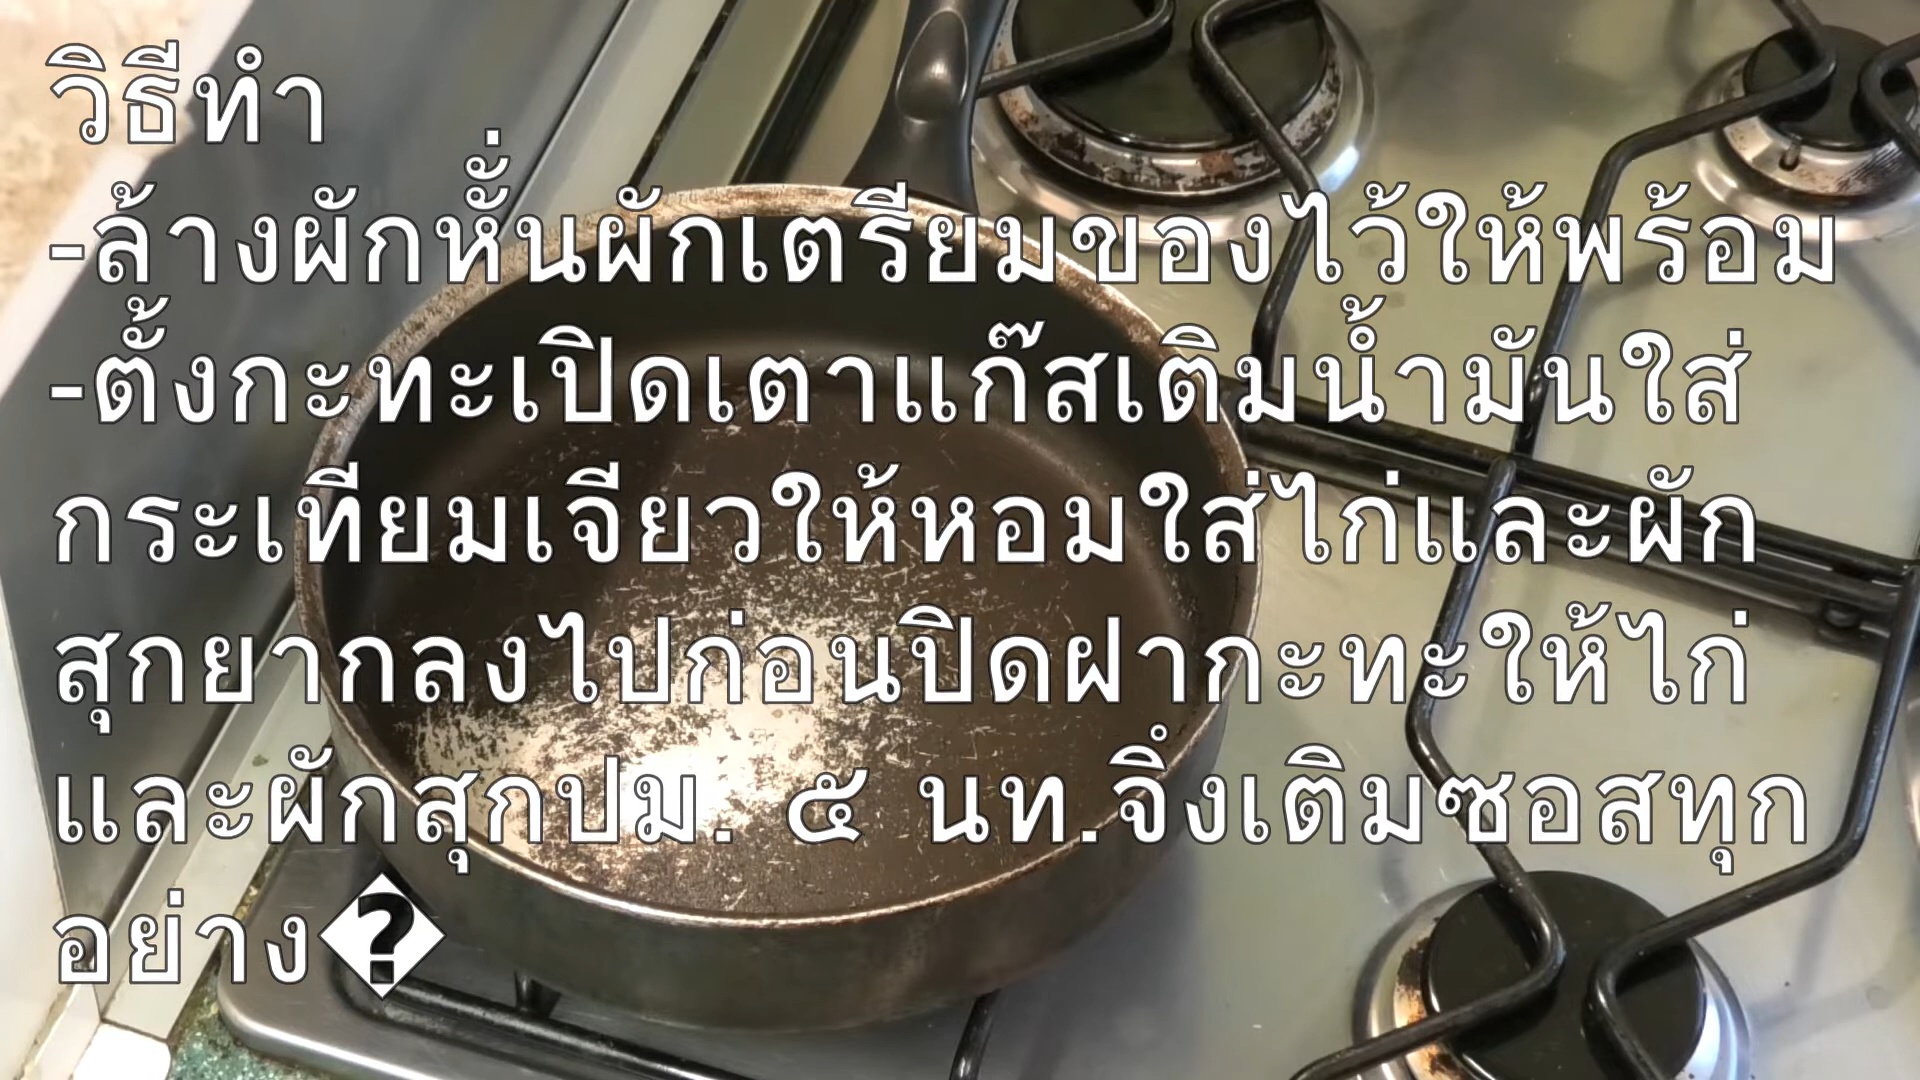 วิธีทำ
-ล้างผักหั่นผักเตรียมของไว้ให้พร้อม
-ตั้งกะทะเปิดเตาแก๊สเติมน้ำมันใส่
กระเทียมเจียวให้หอมใส่ไก่และผัก
สุกยากลงไปก่อนปิดฝากะทะให้ไก่
และผักสุกปม. ๕ นท.จิ่งเติมซอสทุก
อย่าง�